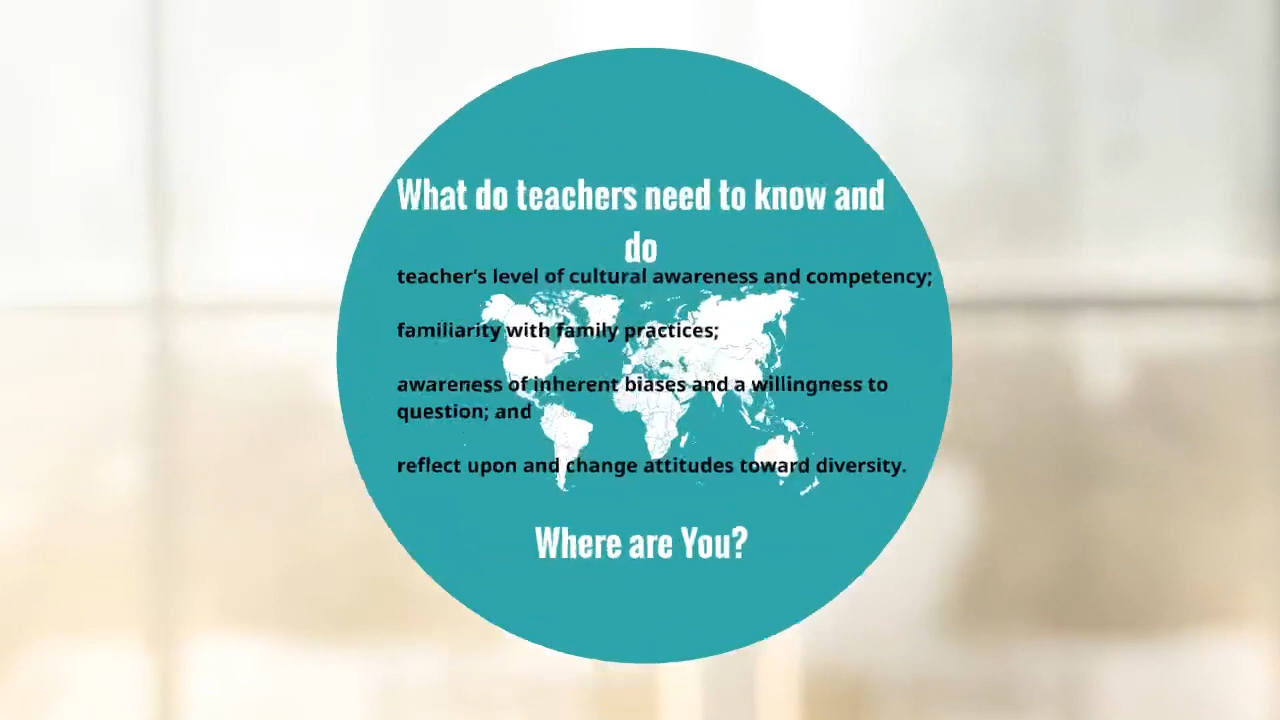 What do teachers need to know and
do
teacher's level of cultural awareness and competency;
familiarity with family practices;
awareness of inherent biases and a willingness to
question; and
reflect upon and change attitudes toward diversity.
Where are You?